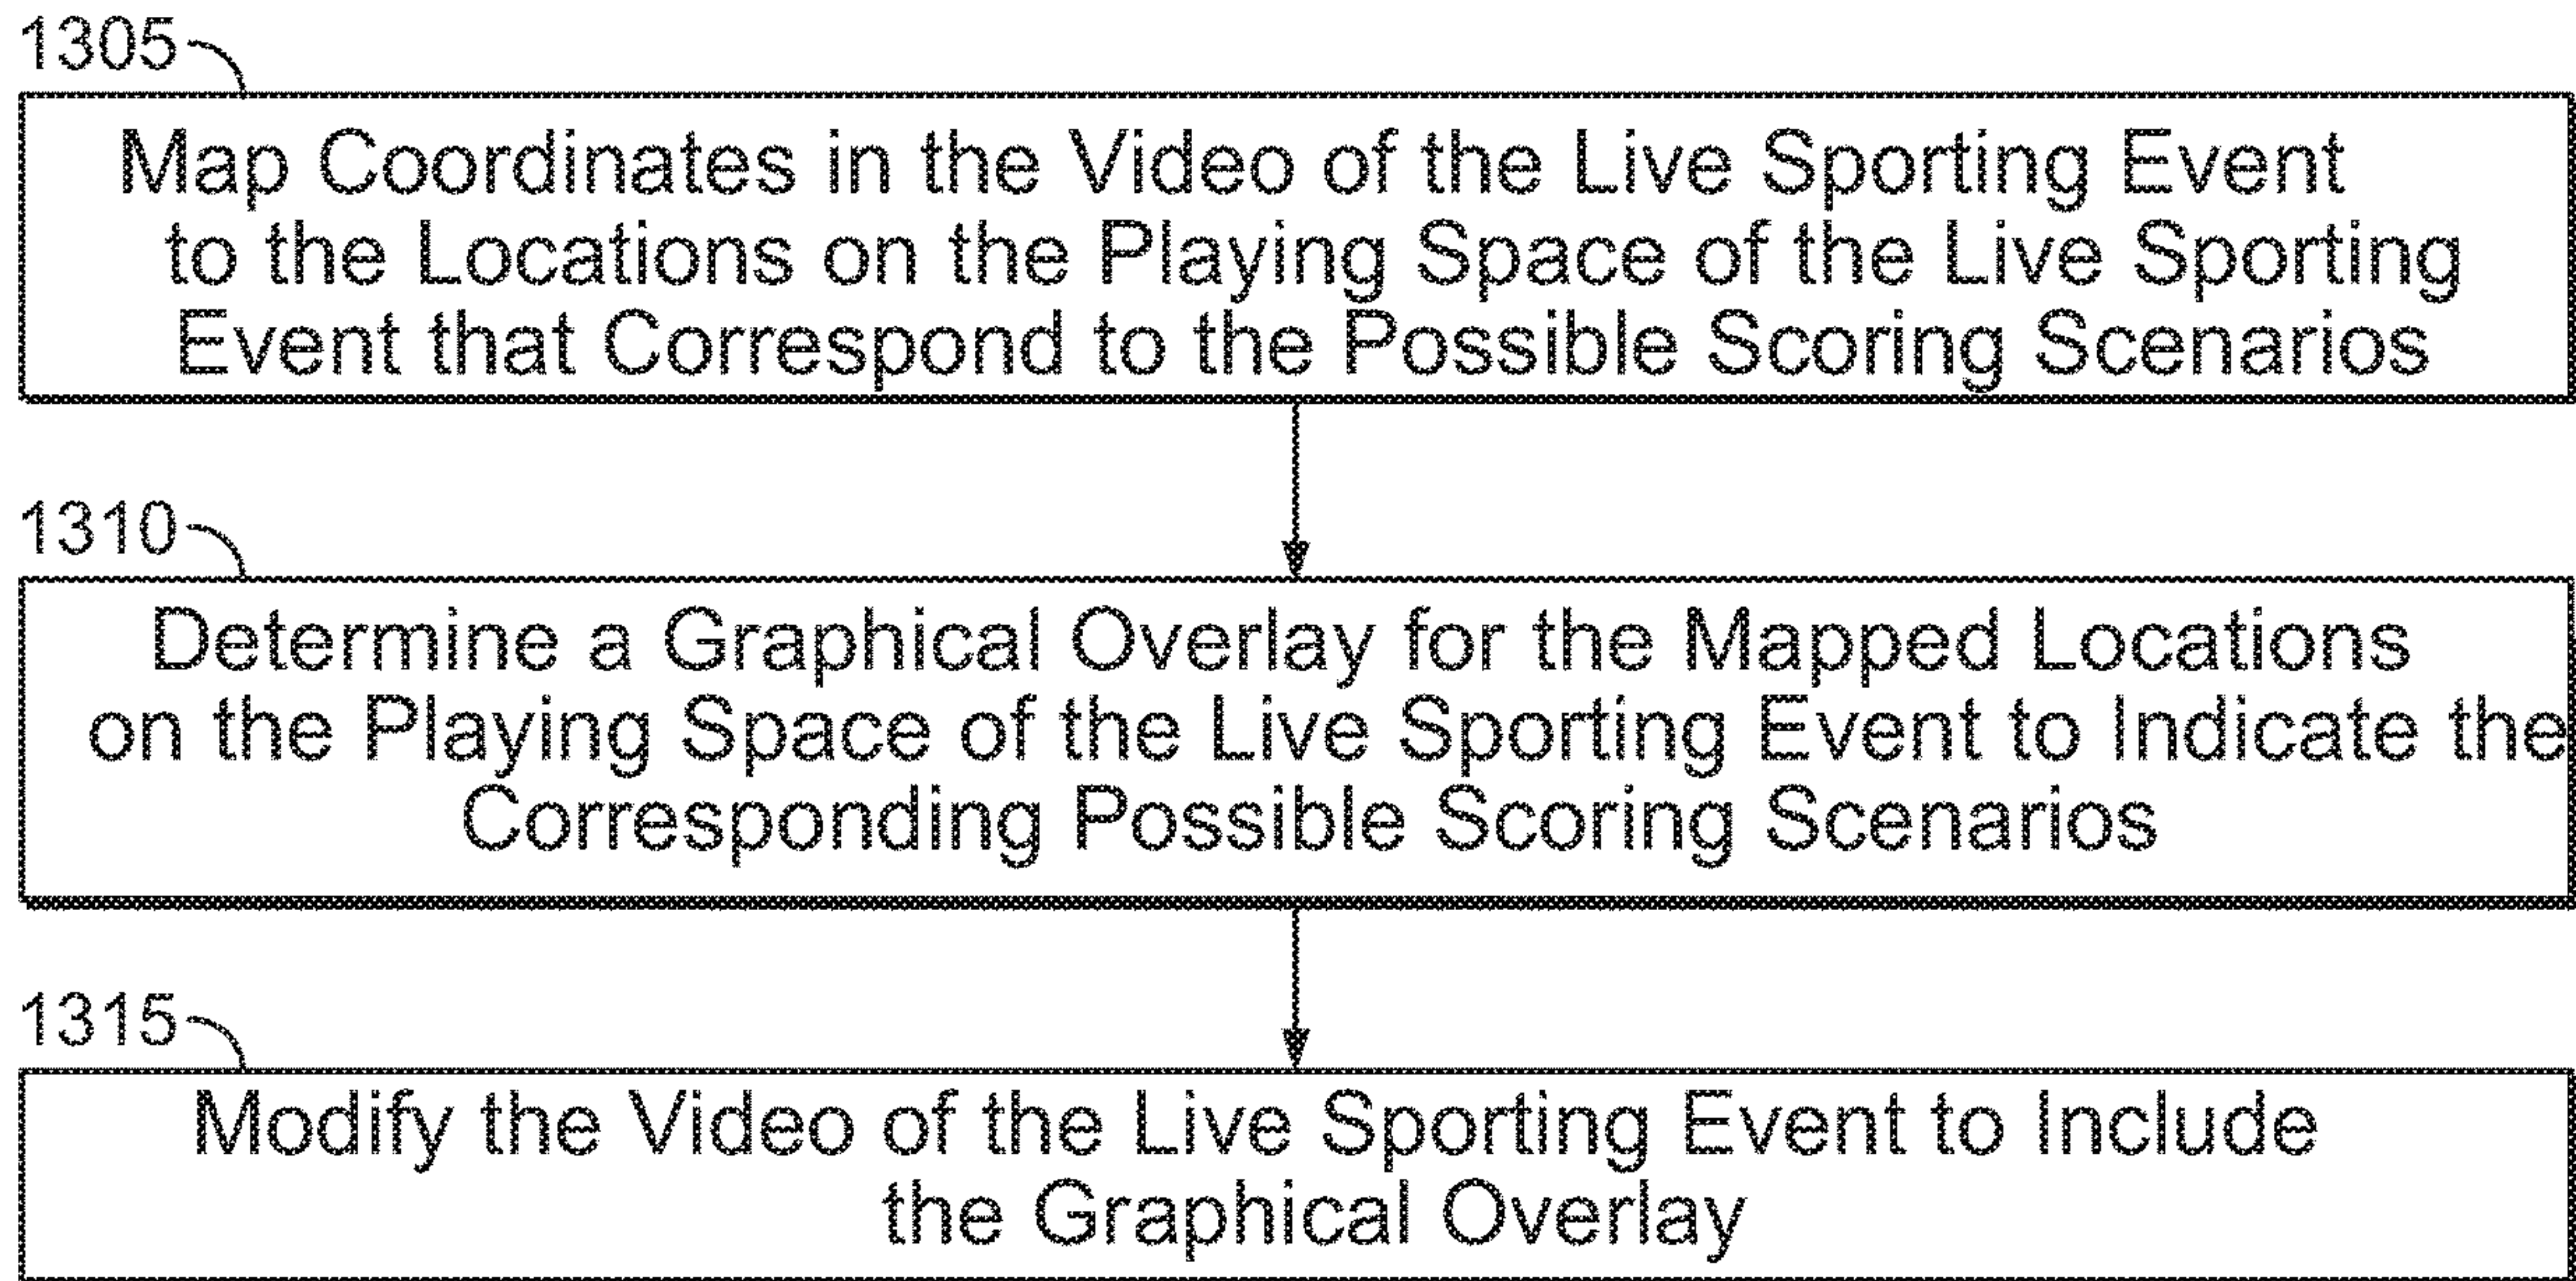 1305
Map Coordinates in the Video of the Live Sporting Event
to the Locations on the Playing Space of the Live Sporting
Event that Correspond to the Possible Scoring Scenarios
1310
Determine a Graphical Overlay for the Mapped Locations
on the Playing Space of the Live Sporting Event to Indicate the
Corresponding Possible Scoring Scenarios
1315
Modify the Video of the Live Sporting Event to Include
the Graphical Overlay